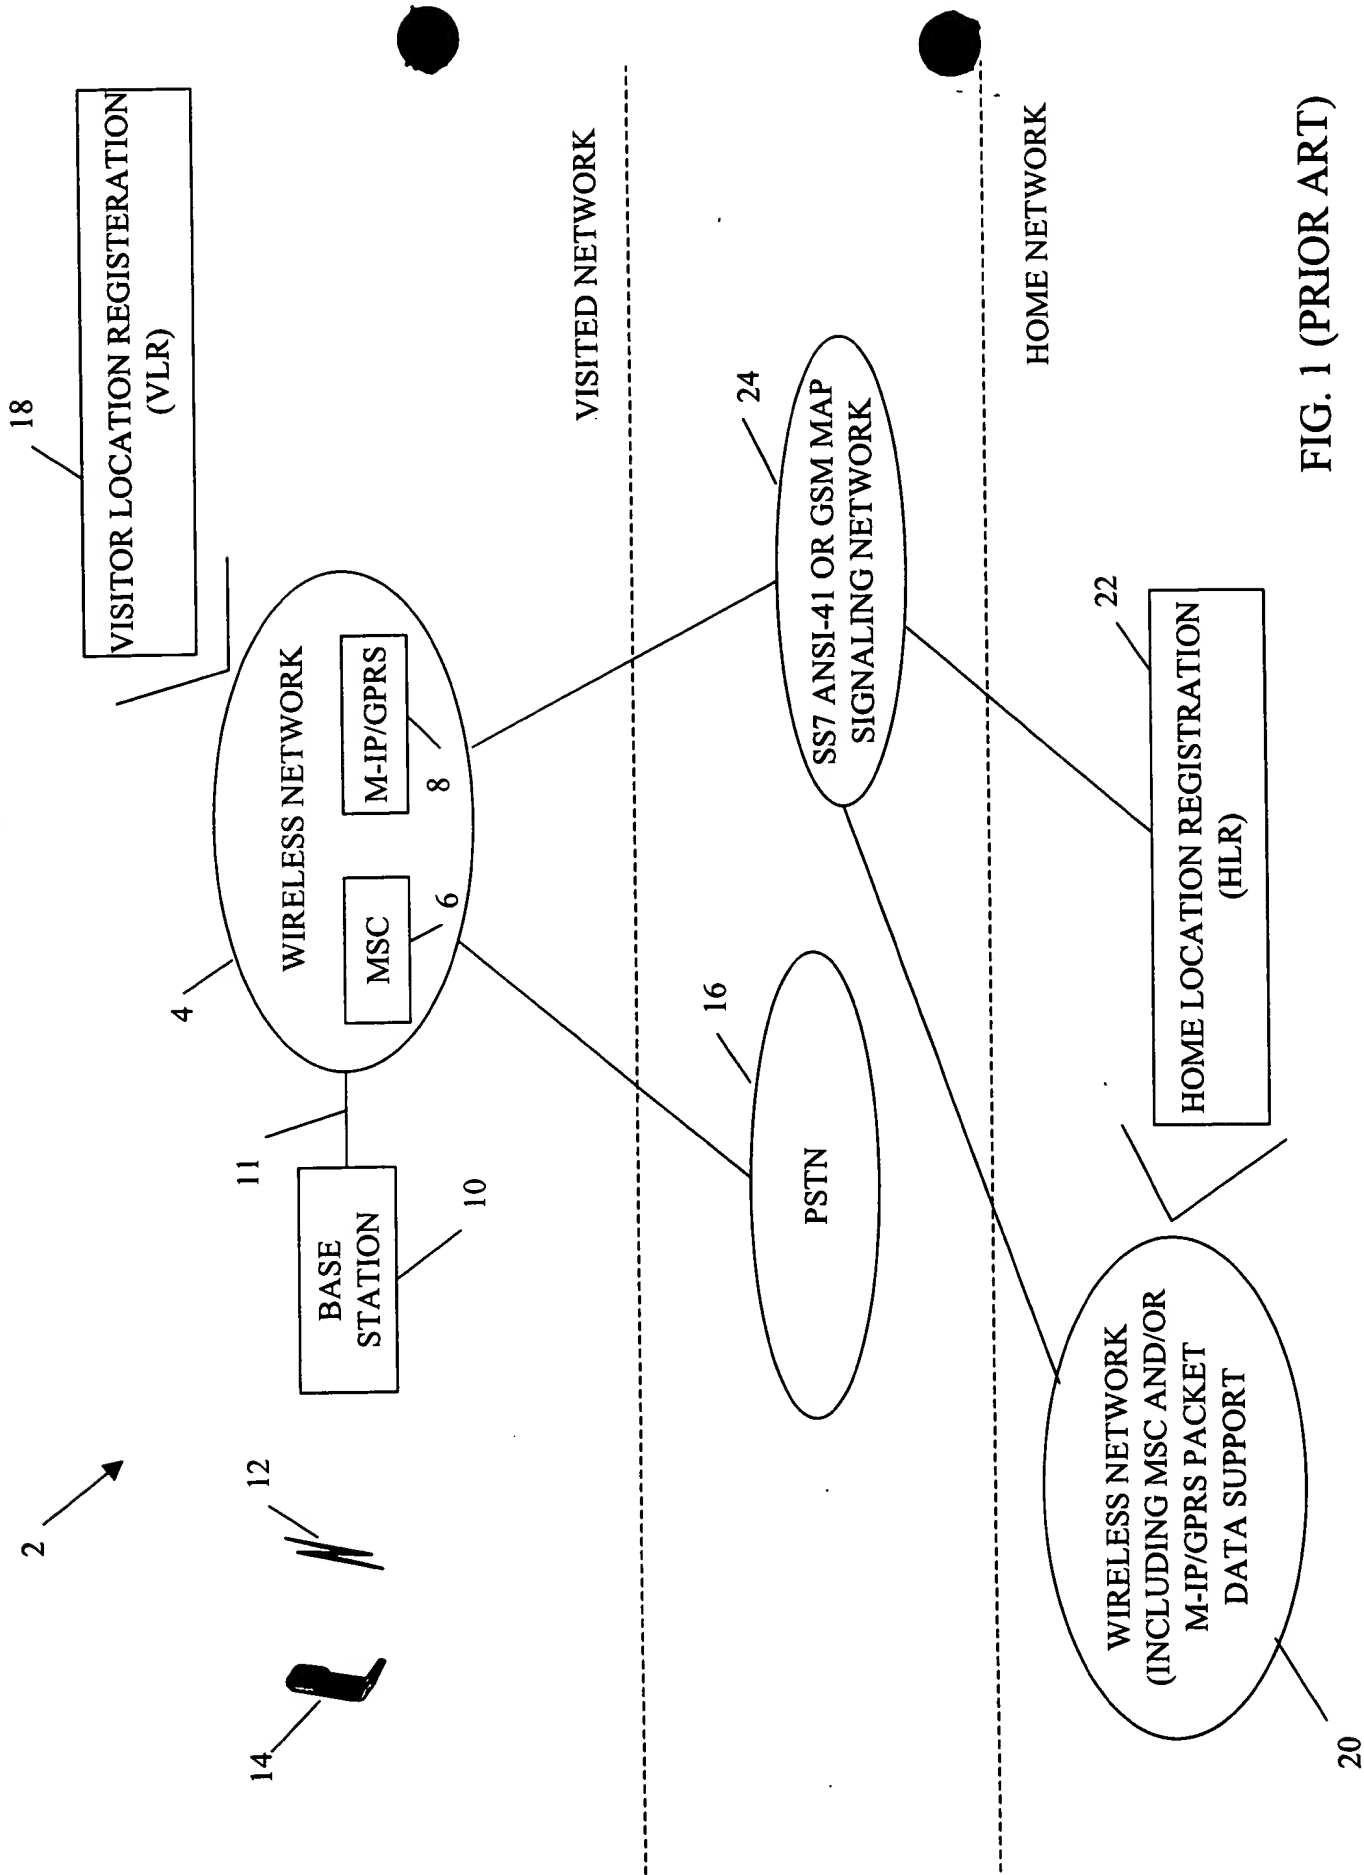 2
18
VISITOR LOCATION REGISTERATION
(VLR)
4
WIRELESS NETWORK
MSC
M-IP/GPRS
6
8
11
BASE
STATION
10
12
14
VISITED NETWORK
16
PSTN
24
SS7 ANSI-41 OR GSM MAP
SIGNALING NETWORK
HOME NETWORK
WIRELESS NETWORK
(INCLUDING MSC AND/OR
M-IP/GPRS PACKET
DATA SUPPORT
20
22
HOME LOCATION REGISTRATION
(HLR)
FIG. 1 (PRIOR ART)